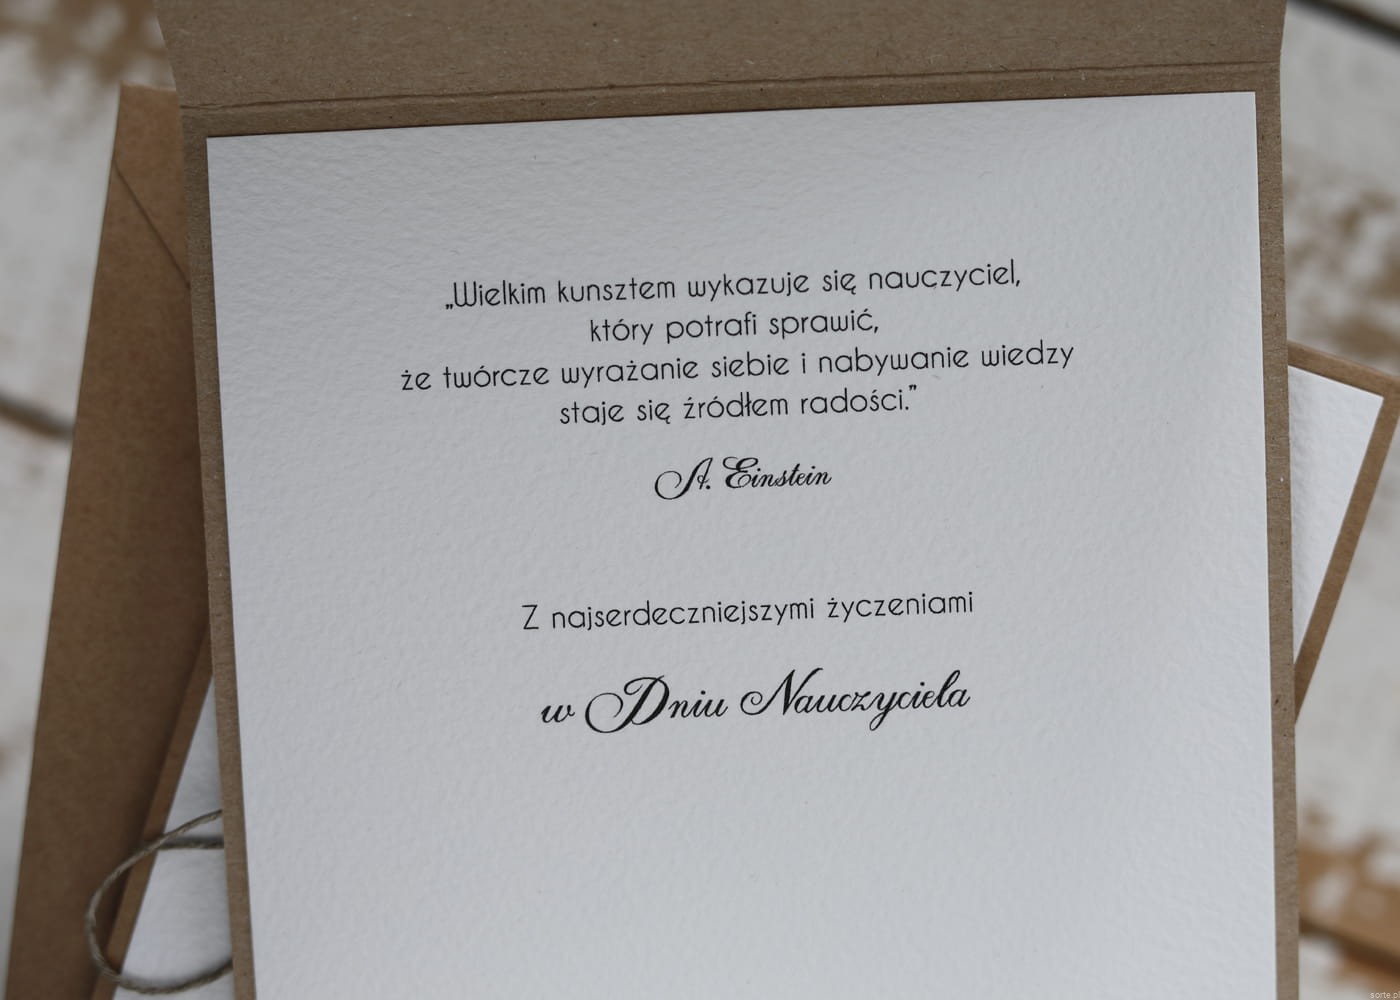 „Wielkim kunsztem wykazuje się nauczyciel,
który potrafi sprawić,
że twórcze wyrażanie siebie i nabywanie wiedzy
staje się źródłem radości.”
A. Einstein
Z najserdeczniejszymi życzeniami
w Dniu Nauczyciela